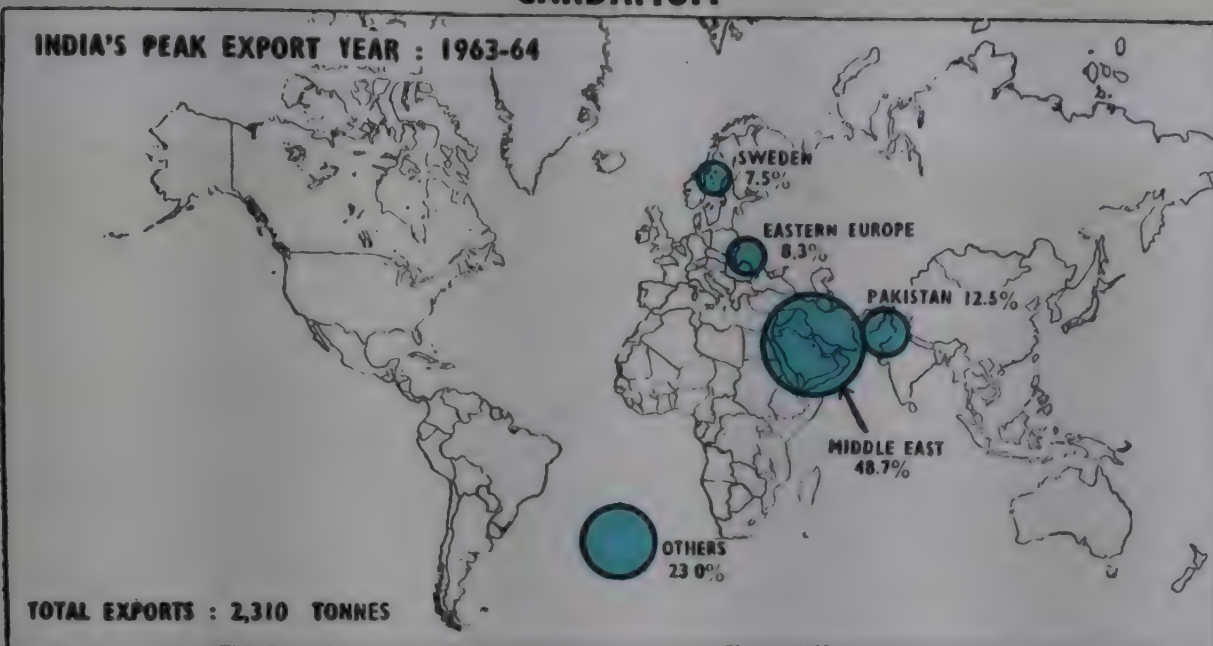 INDIA'S PEAK EXPORT YEAR : 1963-64
SWEDEN
7.5%
EASTERN EUROPE
8.3%
PAKISTAN 12.5%
MIDDLE EAST
48.7%
OTHERS
23 0%
TOTAL EXPORTS : 2,310 TONNES